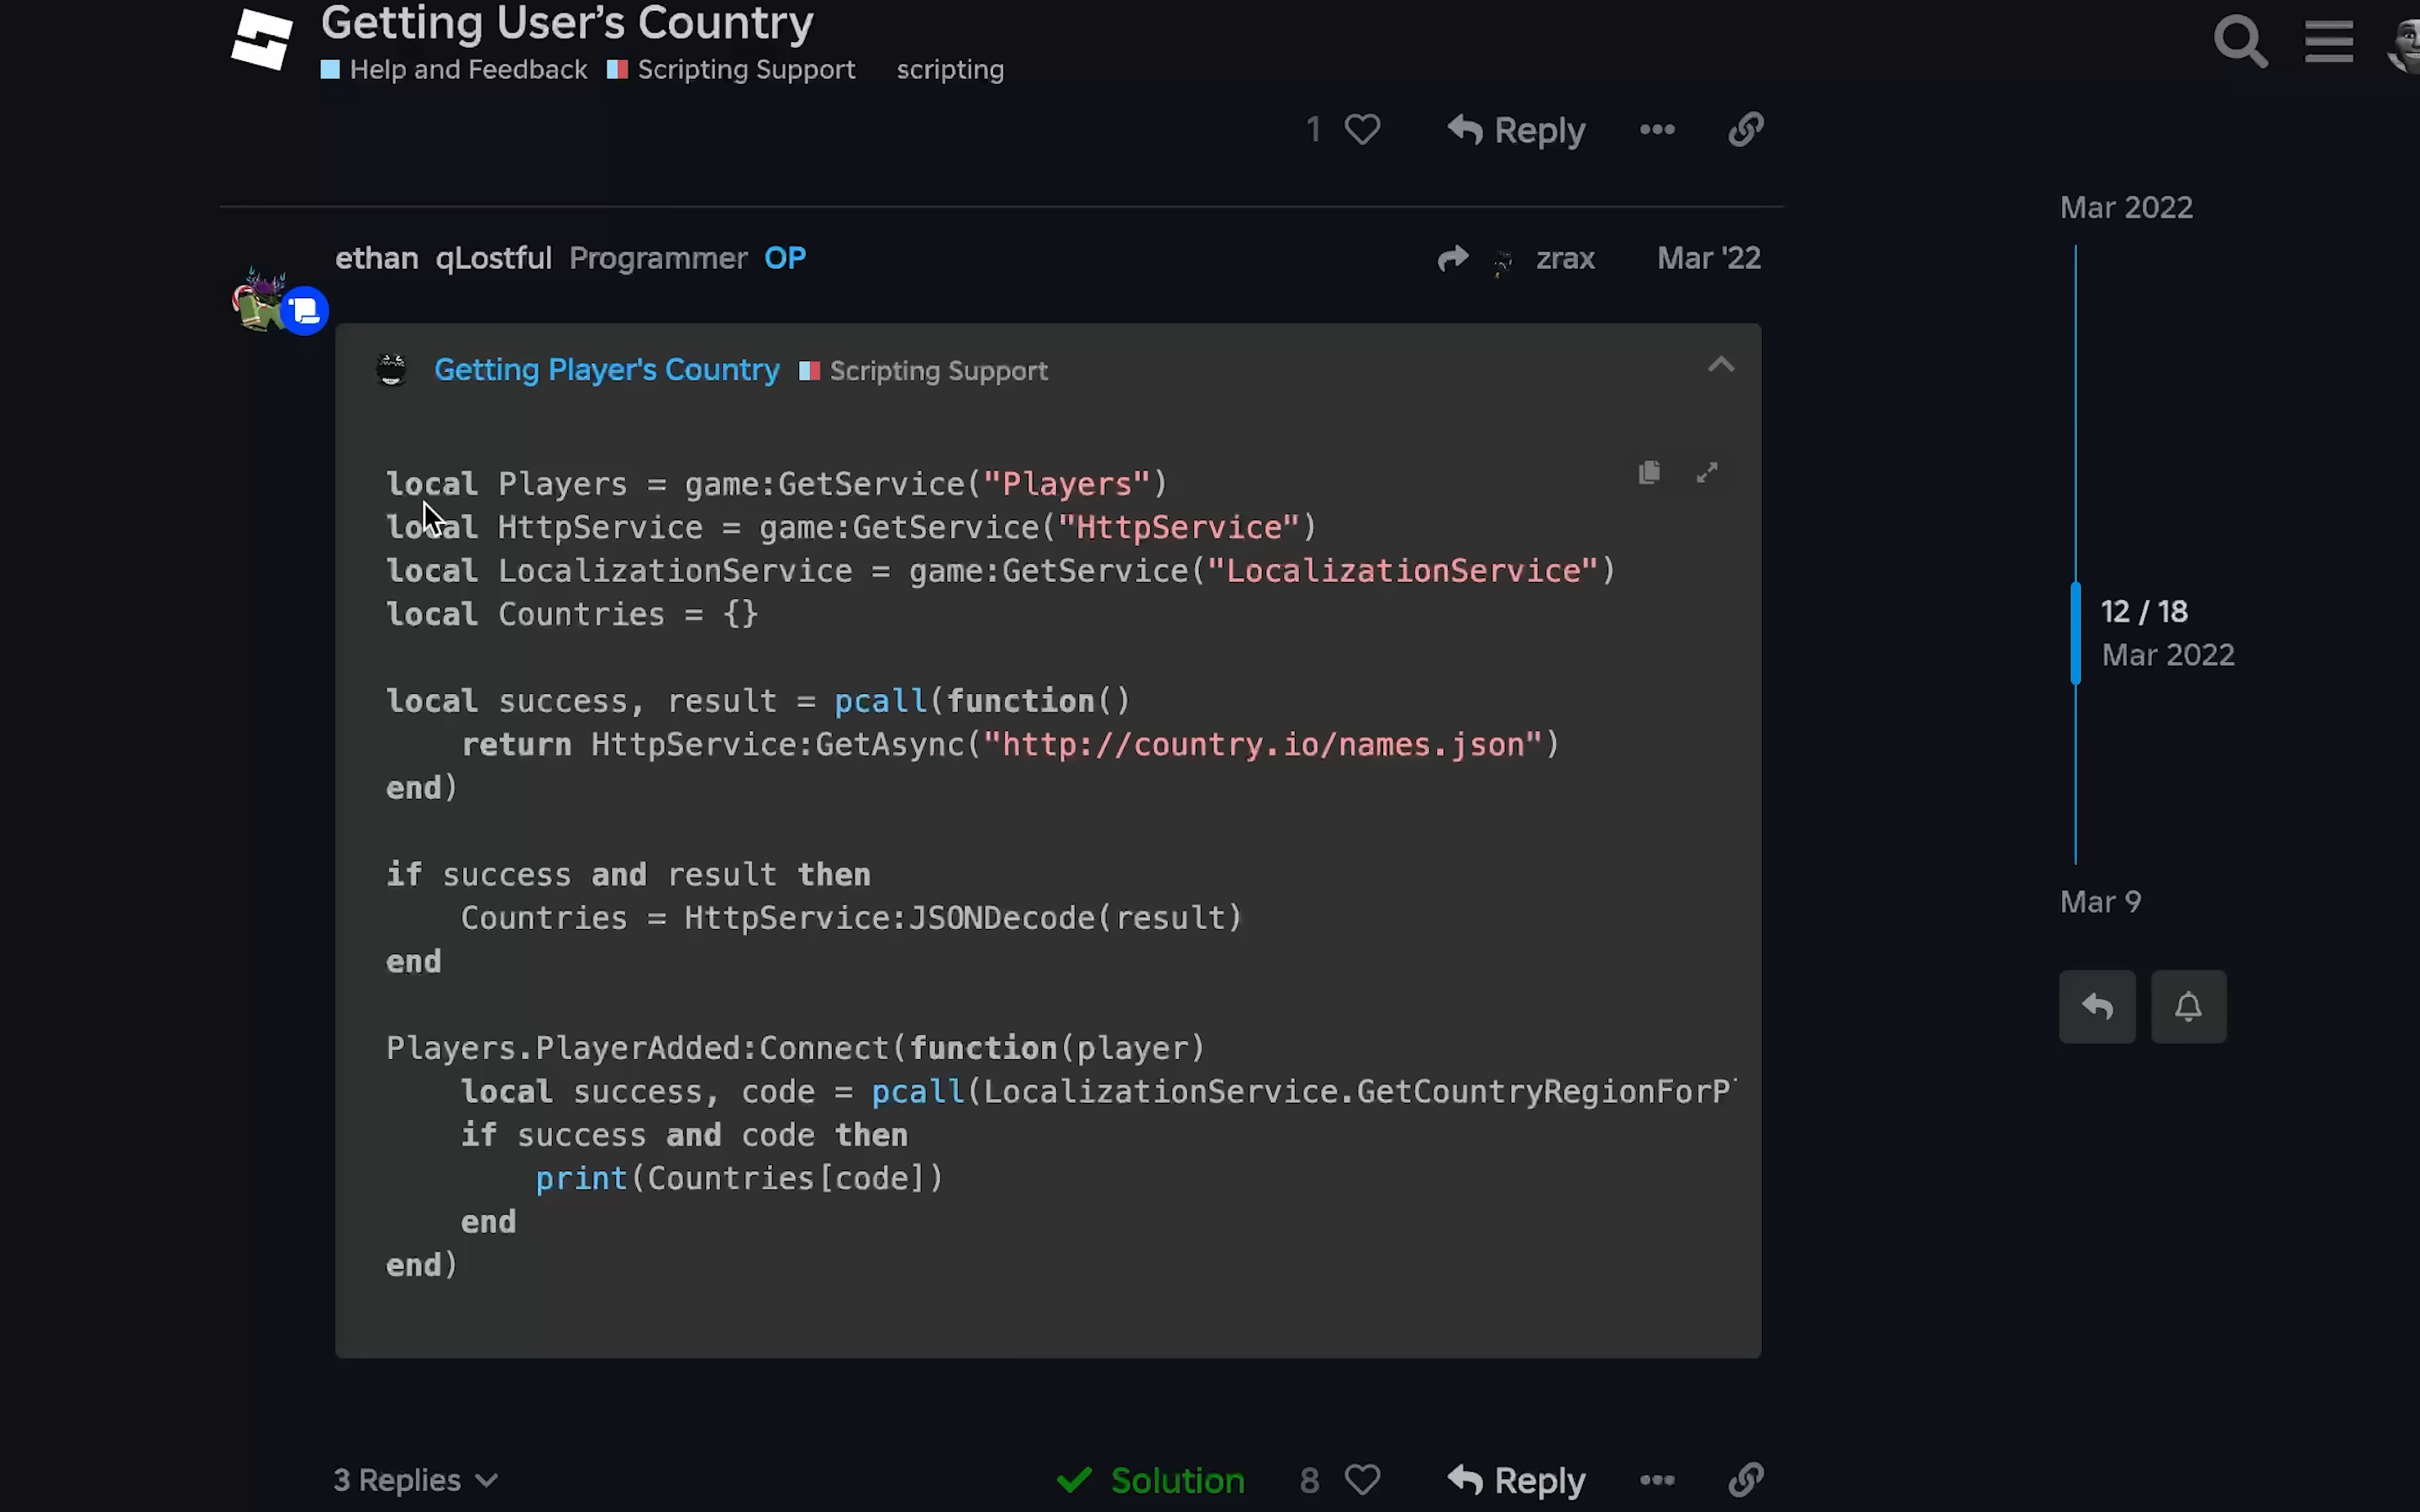 Getting User’s Country
Help and Feedback Scripting Support scripting
1 Reply
Mar 2022
ethan qLostful Programmer OP zrax Mar '22
Getting Player's Country Scripting Support
local Players = game:GetService("Players")
local HttpService = game:GetService("HttpService")
local LocalizationService = game:GetService("LocalizationService")
local Countries = {}
12 / 18
Mar 2022
local success, result = pcall(function()
return HttpService:GetAsync("http://country.io/names.json")
end)
if success and result then
Countries = HttpService:JSONDecode(result)
end
Mar 9
Players.PlayerAdded:Connect(function(player)
local success, code = pcall(LocalizationService.GetCountryRegionForP
if success and code then
print(Countries[code])
end
end)
3 Replies Solution 8 Reply